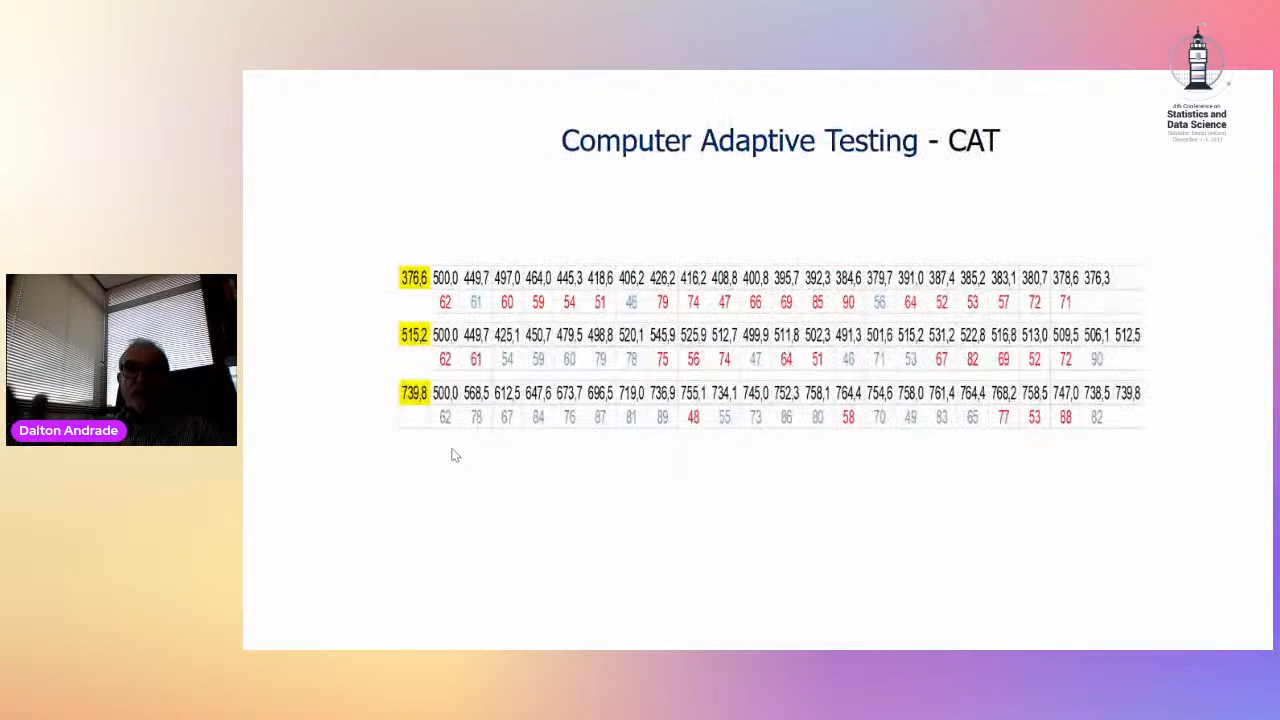 4th Conference on
Statistics and
Data Science
Computer Adaptive Testing - CAT
376,6 500,0 449,7 497,0 464,0 445,3 418,6 406,2 426,2 416,2 408,8 400,8 395,7 392,3 384,6 379,7 391,0 387,4 385,2 383,1 380,7 378,6 376,3
62 61 60 59 54 51 46 79 74 47 66 69 85 90 56 64 52 53 57 72 71
515,2 500,0 449,7 425,1 450,7 479,5 498,8 520,1 545,9 525,9 512,7 499,9 511,8 502,3 491,3 501,6 515,2 531,2 522,8 516,8 513,0 509,5 506,1 512,5
62 61 54 59 60 79 78 75 56 74 47 64 51 46 71 53 67 82 69 52 72 90
739,8 500,0 568,5 612,5 647,6 673,7 696,5 719,0 736,9 755,1 734,1 745,0 752,3 758,1 764,4 754,6 758,0 761,4 764,4 768,2 758,5 747,0 738,5 739,8
62 78 67 84 76 87 81 89 48 55 73 86 80 58 70 49 83 65 77 53 88 82
Dalton Andrade